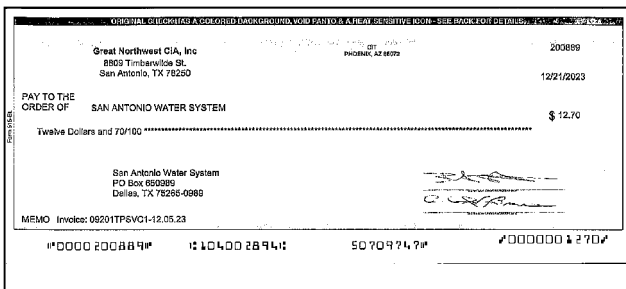 ORIGINAL CHECK HAS A COLORED BACKGROUND, VOID PANTO & A HEAT SENSITIVE ICON - SEE BACK FOR DETAILS
Great Northwest CIA, Inc
8809 Timberwilde St.
San Antonio, TX 78250
CIT
PHOENIX, AZ 85072
200889
12/21/2023
PAY TO THE
ORDER OF SAN ANTONIO WATER SYSTEM
$ 12.70
Twelve Dollars and 70/100 ****
San Antonio Water System
PO Box 650989
Dallas, TX 75265-0989
MEMO Invoice: 09201TPSVC1-12.05.23
⑈0000200889⑈ ⑆104002894⑆ 50709747⑈ ⑇0000001270⑇